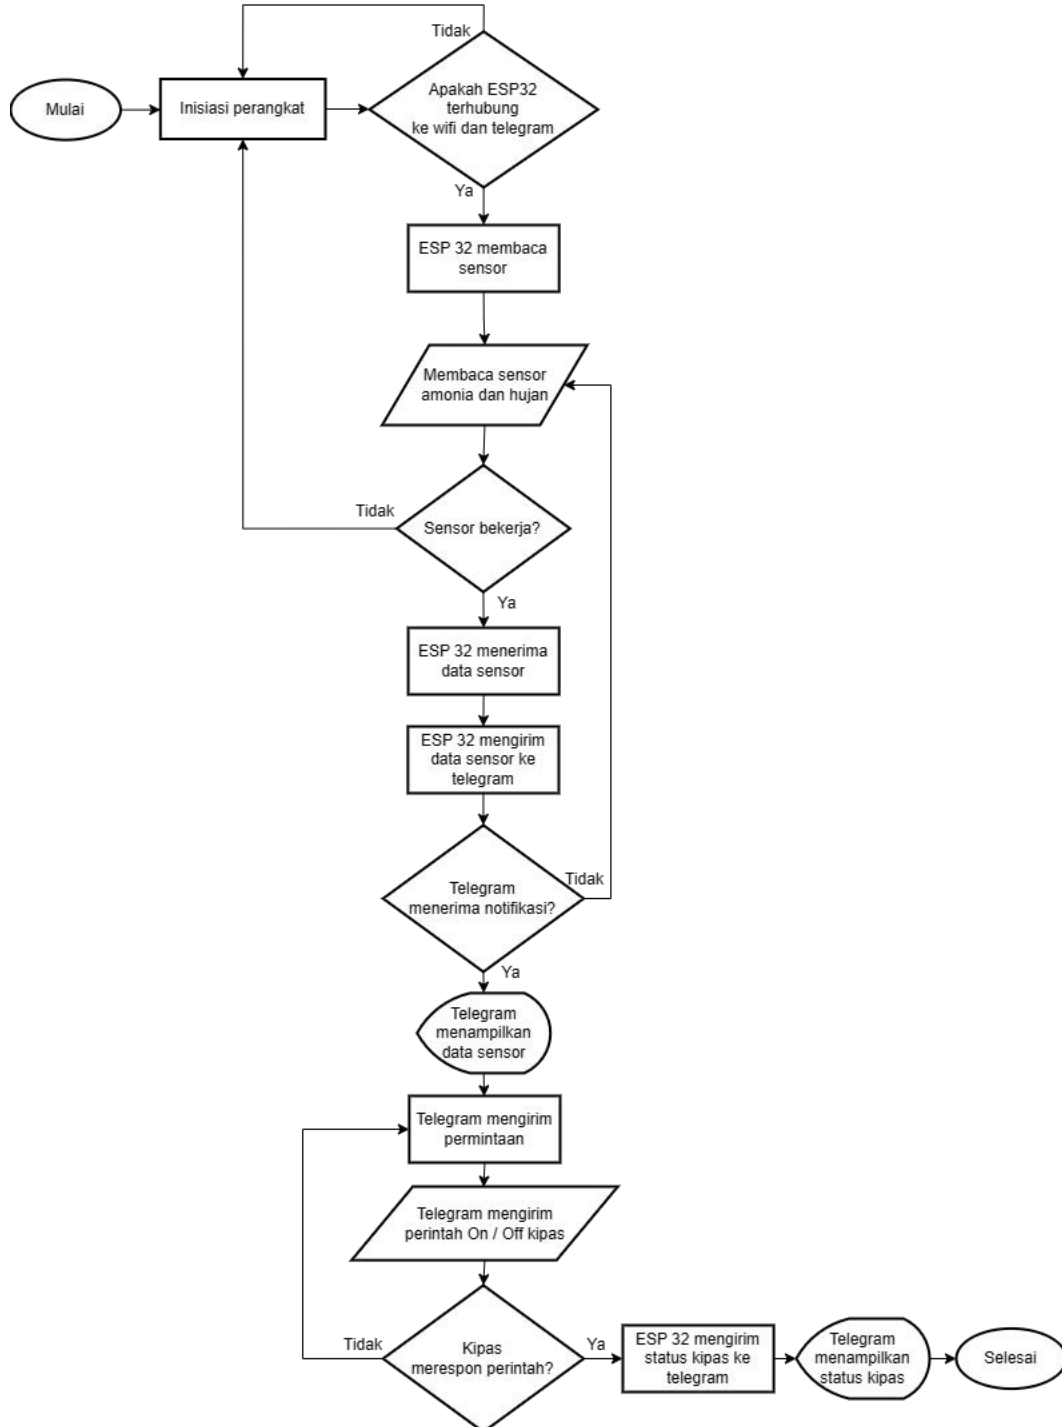 Tidak
Mulai
Inisiasi perangkat
Apakah ESP32
terhubung
ke wifi dan telegram
Ya
ESP 32 membaca
sensor
Membaca sensor
amonia dan hujan
Tidak
Sensor bekerja?
Ya
ESP 32 menerima
data sensor
ESP 32 mengirim
data sensor ke
telegram
Telegram
menerima notifikasi?
Tidak
Ya
Telegram
menampilkan
data sensor
Telegram mengirim
permintaan
Telegram mengirim
perintah On / Off kipas
Tidak
Kipas
merespon perintah?
Ya
ESP 32 mengirim
status kipas ke
telegram
Telegram
menampilkan
status kipas
Selesai